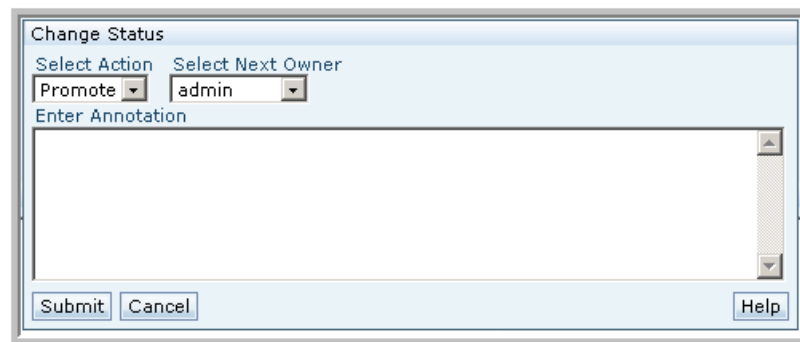 Change Status
Select Action Select Next Owner
Promote admin
Enter Annotation
Submit Cancel Help